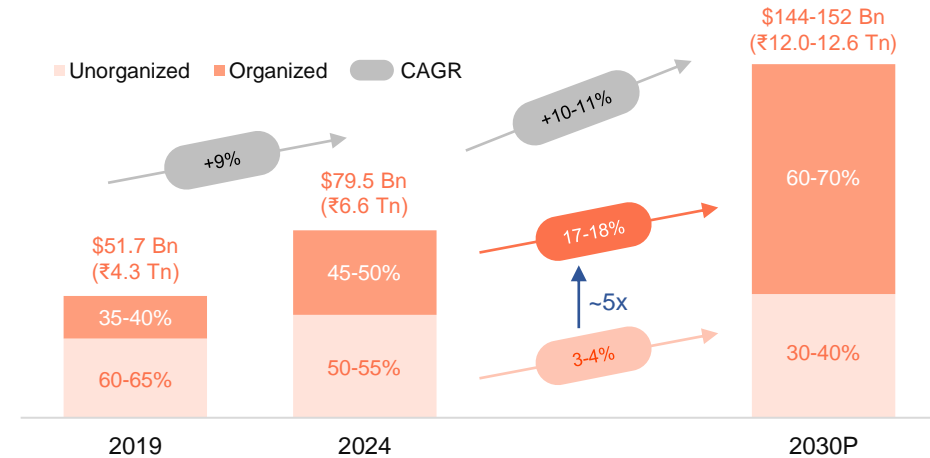 $144-152 Bn
(₹12.0-12.6 Tn)
Unorganized Organized CAGR
+10-11%
+9%
$79.5 Bn
(₹6.6 Tn)
60-70%
17-18%
$51.7 Bn
(₹4.3 Tn)
45-50%
~5x
35-40%
3-4%
30-40%
50-55%
60-65%
2019 2024 2030P